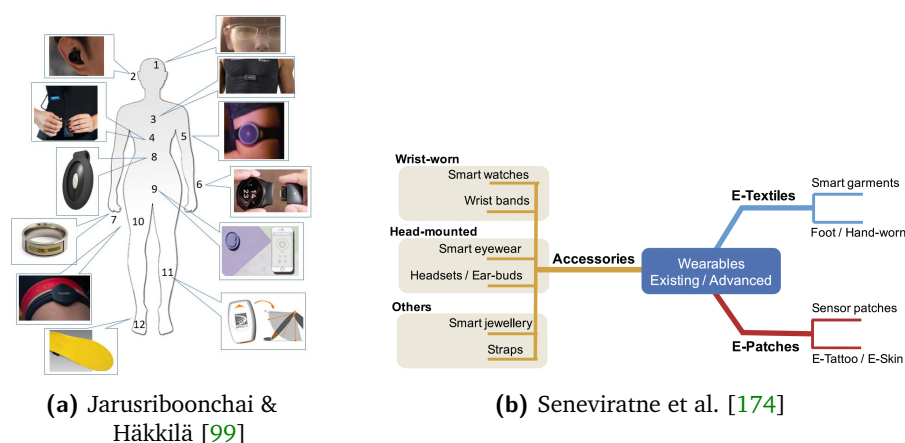 1
2
3
4
5
8
6
9
7
10
11
12
Wrist-worn
Smart watches
Wrist bands
Head-mounted
Smart eyewear
Headsets / Ear-buds
Others
Smart jewellery
Straps
Accessories
Wearables
Existing / Advanced
E-Textiles
Smart garments
Foot / Hand-worn
Sensor patches
E-Patches
E-Tattoo / E-Skin
(a) Jarusriboonchai &
Häkkilä [99]
(b) Seneviratne et al. [174]